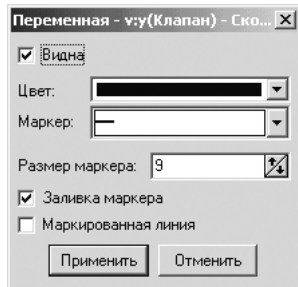 Переменная - v:y(Клапан) - Ско...
Видна
Цвет:
Маркер:
Размер маркера: 9
Заливка маркера
Маркированная линия
Применить Отменить